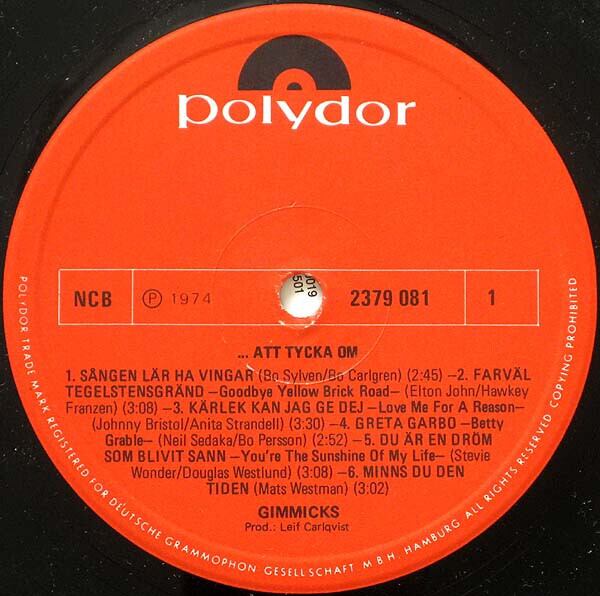 polydor
NCB
Ⓟ 1974
2379 081
1
1019
501
... ATT TYCKA OM
1. SÅNGEN LÄR HA VINGAR (Bo Sylven/Bo Carlgren) (2:45) –2. FARVÄL
TEGELSTENSGRÄND –Goodbye Yellow Brick Road– (Elton John/Hawkey
Franzen) (3:08) –3. KÄRLEK KAN JAG GE DEJ –Love Me For A Reason–
(Johnny Bristol/Anita Strandell) (3:30) –4. GRETA GARBO –Betty
Grable– (Neil Sedaka/Bo Persson) (2:52) –5. DU ÄR EN DRÖM
SOM BLIVIT SANN –You're The Sunshine Of My Life– (Stevie
Wonder/Douglas Westlund) (3:08) –6. MINNS DU DEN
TIDEN (Mats Westman) (3:02)
GIMMICKS
Prod.: Leif Carlqvist
POLYDOR TRADE MARK REGISTERED FOR DEUTSCHE GRAMMOPHON GESELLSCHAFT M B H, HAMBURG ALL RIGHTS RESERVED COPYING PROHIBITED